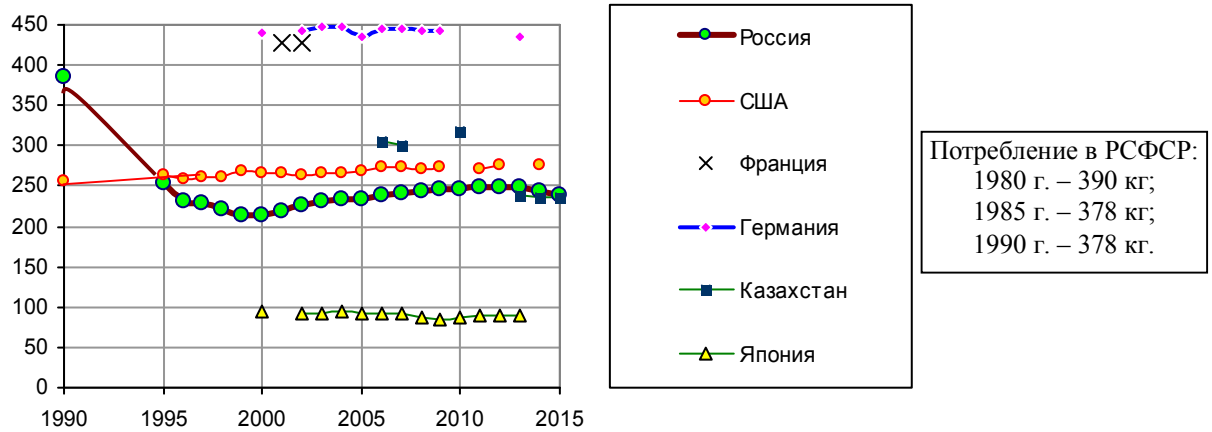 450
400
350
300
250
200
150
100
50
0
1990 1995 2000 2005 2010 2015
Россия
США
Франция
Германия
Казахстан
Япония
Потребление в РСФСР:
1980 г. – 390 кг;
1985 г. – 378 кг;
1990 г. – 378 кг.